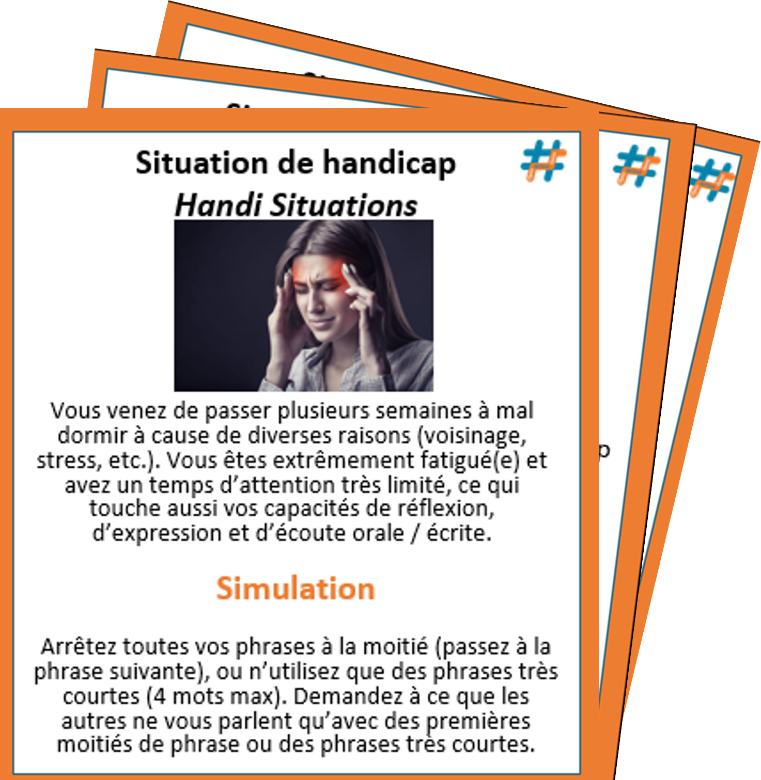 Situation de handicap
Handi Situations
Vous venez de passer plusieurs semaines à mal
dormir à cause de diverses raisons (voisinage,
stress, etc.). Vous êtes extrêmement fatigué(e) et
avez un temps d’attention très limité, ce qui
touche aussi vos capacités de réflexion,
d’expression et d’écoute orale / écrite.
Simulation
Arrêtez toutes vos phrases à la moitié (passez à la
phrase suivante), ou n’utilisez que des phrases très
courtes (4 mots max). Demandez à ce que les
autres ne vous parlent qu’avec des premières
moitiés de phrase ou des phrases très courtes.